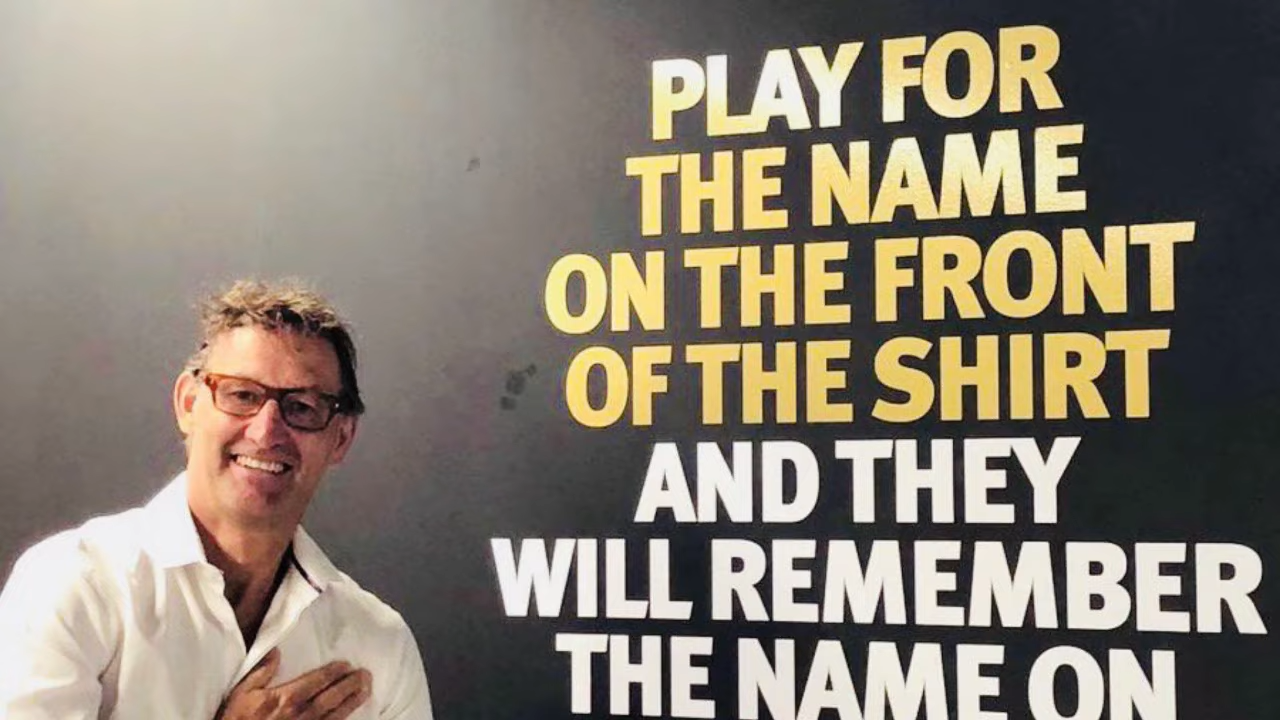 PLAY FOR
THE NAME
ON THE FRONT
OF THE SHIRT
AND THEY
WILL REMEMBER
THE NAME ON